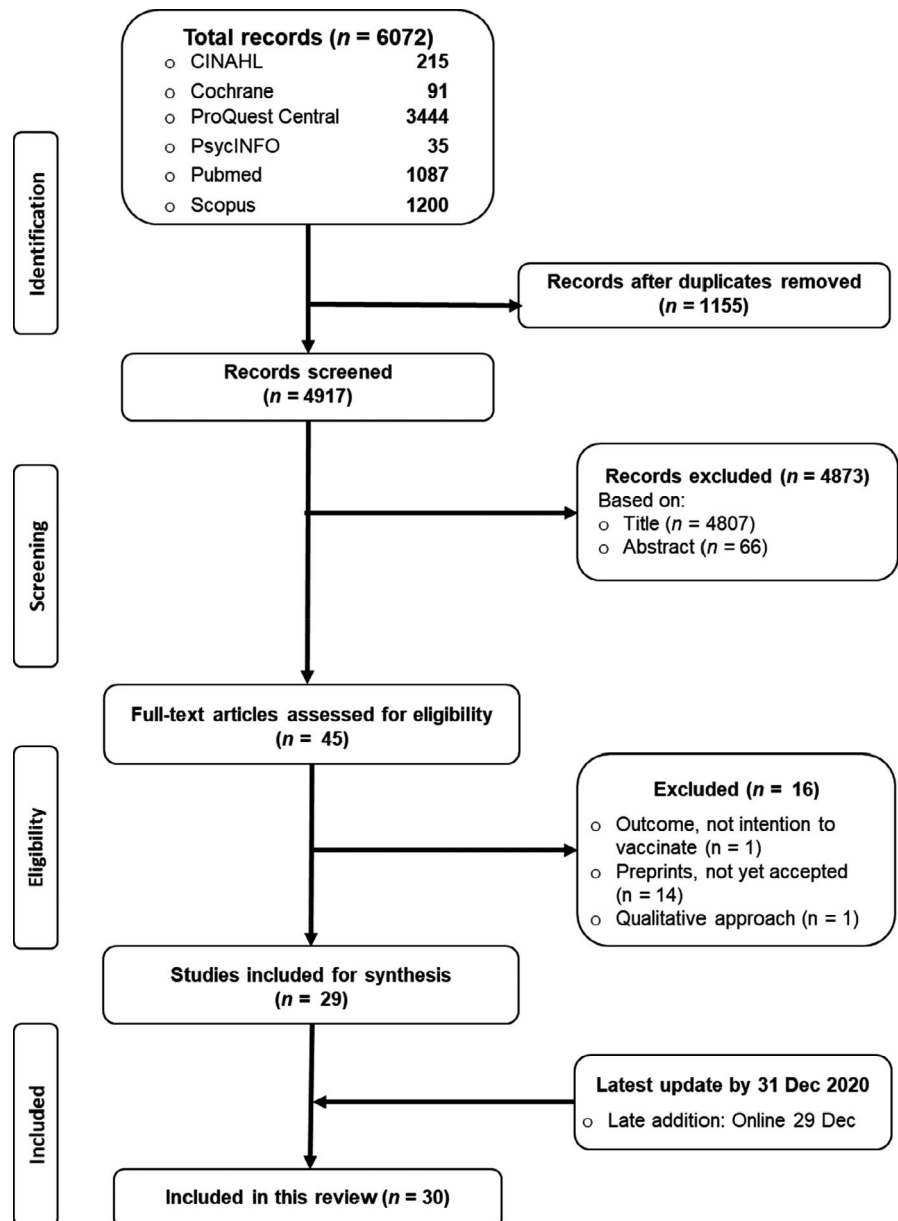 Total records (n = 6072)
o CINAHL 215
o Cochrane 91
o ProQuest Central 3444
o PsycINFO 35
o Pubmed 1087
o Scopus 1200
Identification
Records after duplicates removed
(n = 1155)
Records screened
(n = 4917)
Screening
Records excluded (n = 4873)
Based on:
o Title (n = 4807)
o Abstract (n = 66)
Full-text articles assessed for eligibility
(n = 45)
Eligibility
Excluded (n = 16)
o Outcome, not intention to
vaccinate (n = 1)
o Preprints, not yet accepted
(n = 14)
o Qualitative approach (n = 1)
Studies included for synthesis
(n = 29)
Included
Latest update by 31 Dec 2020
o Late addition: Online 29 Dec
Included in this review (n = 30)